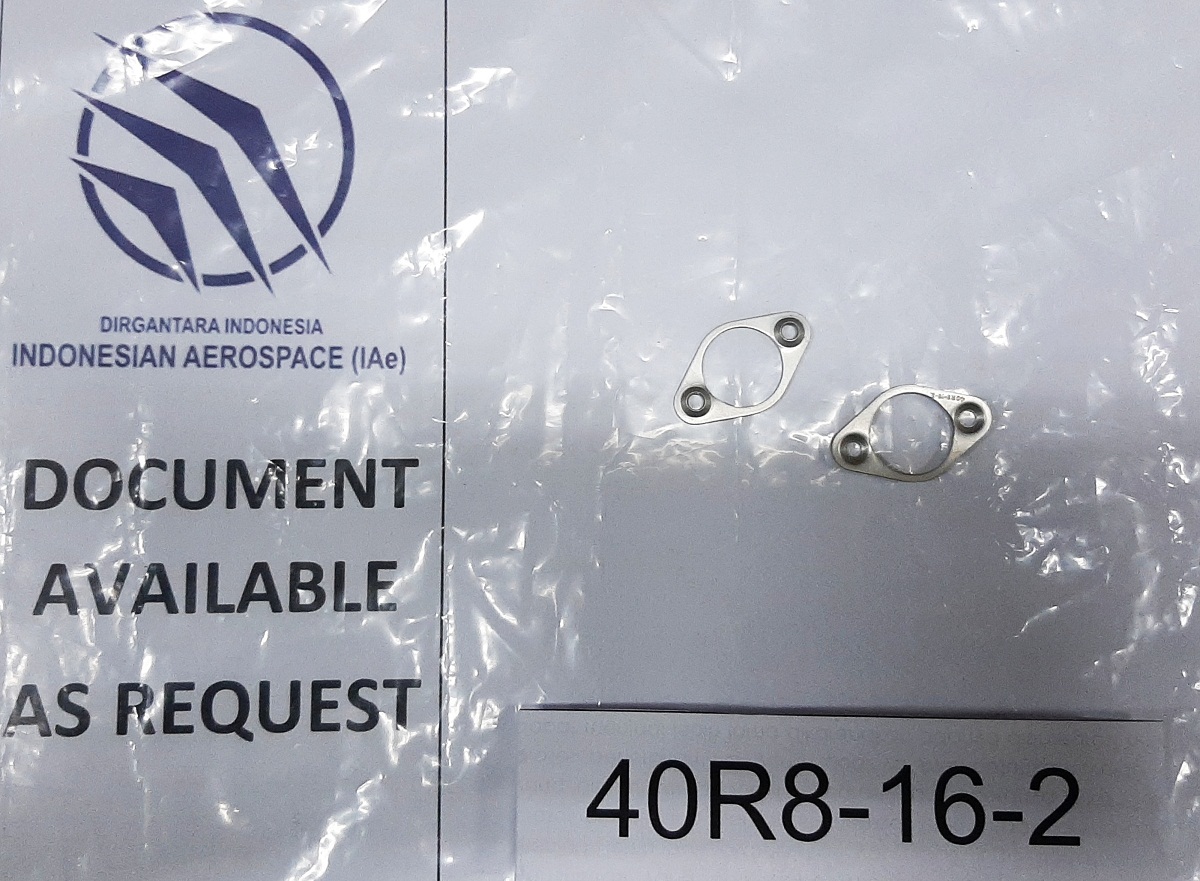 DIRGANTARA INDONESIA
INDONESIAN AEROSPACE (IAe)
DOCUMENT
AVAILABLE
AS REQUEST
40R8-16-2